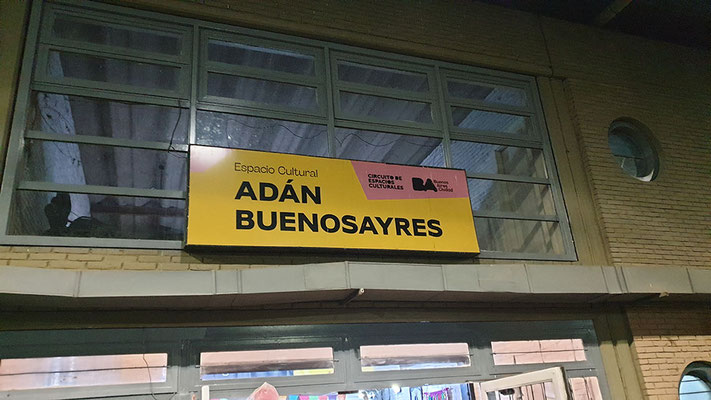 Espacio Cultural
ADÁN
BUENOSAYRES
CIRCUITO DE
ESPACIOS
CULTURALES
BA
Buenos
Aires
Ciudad